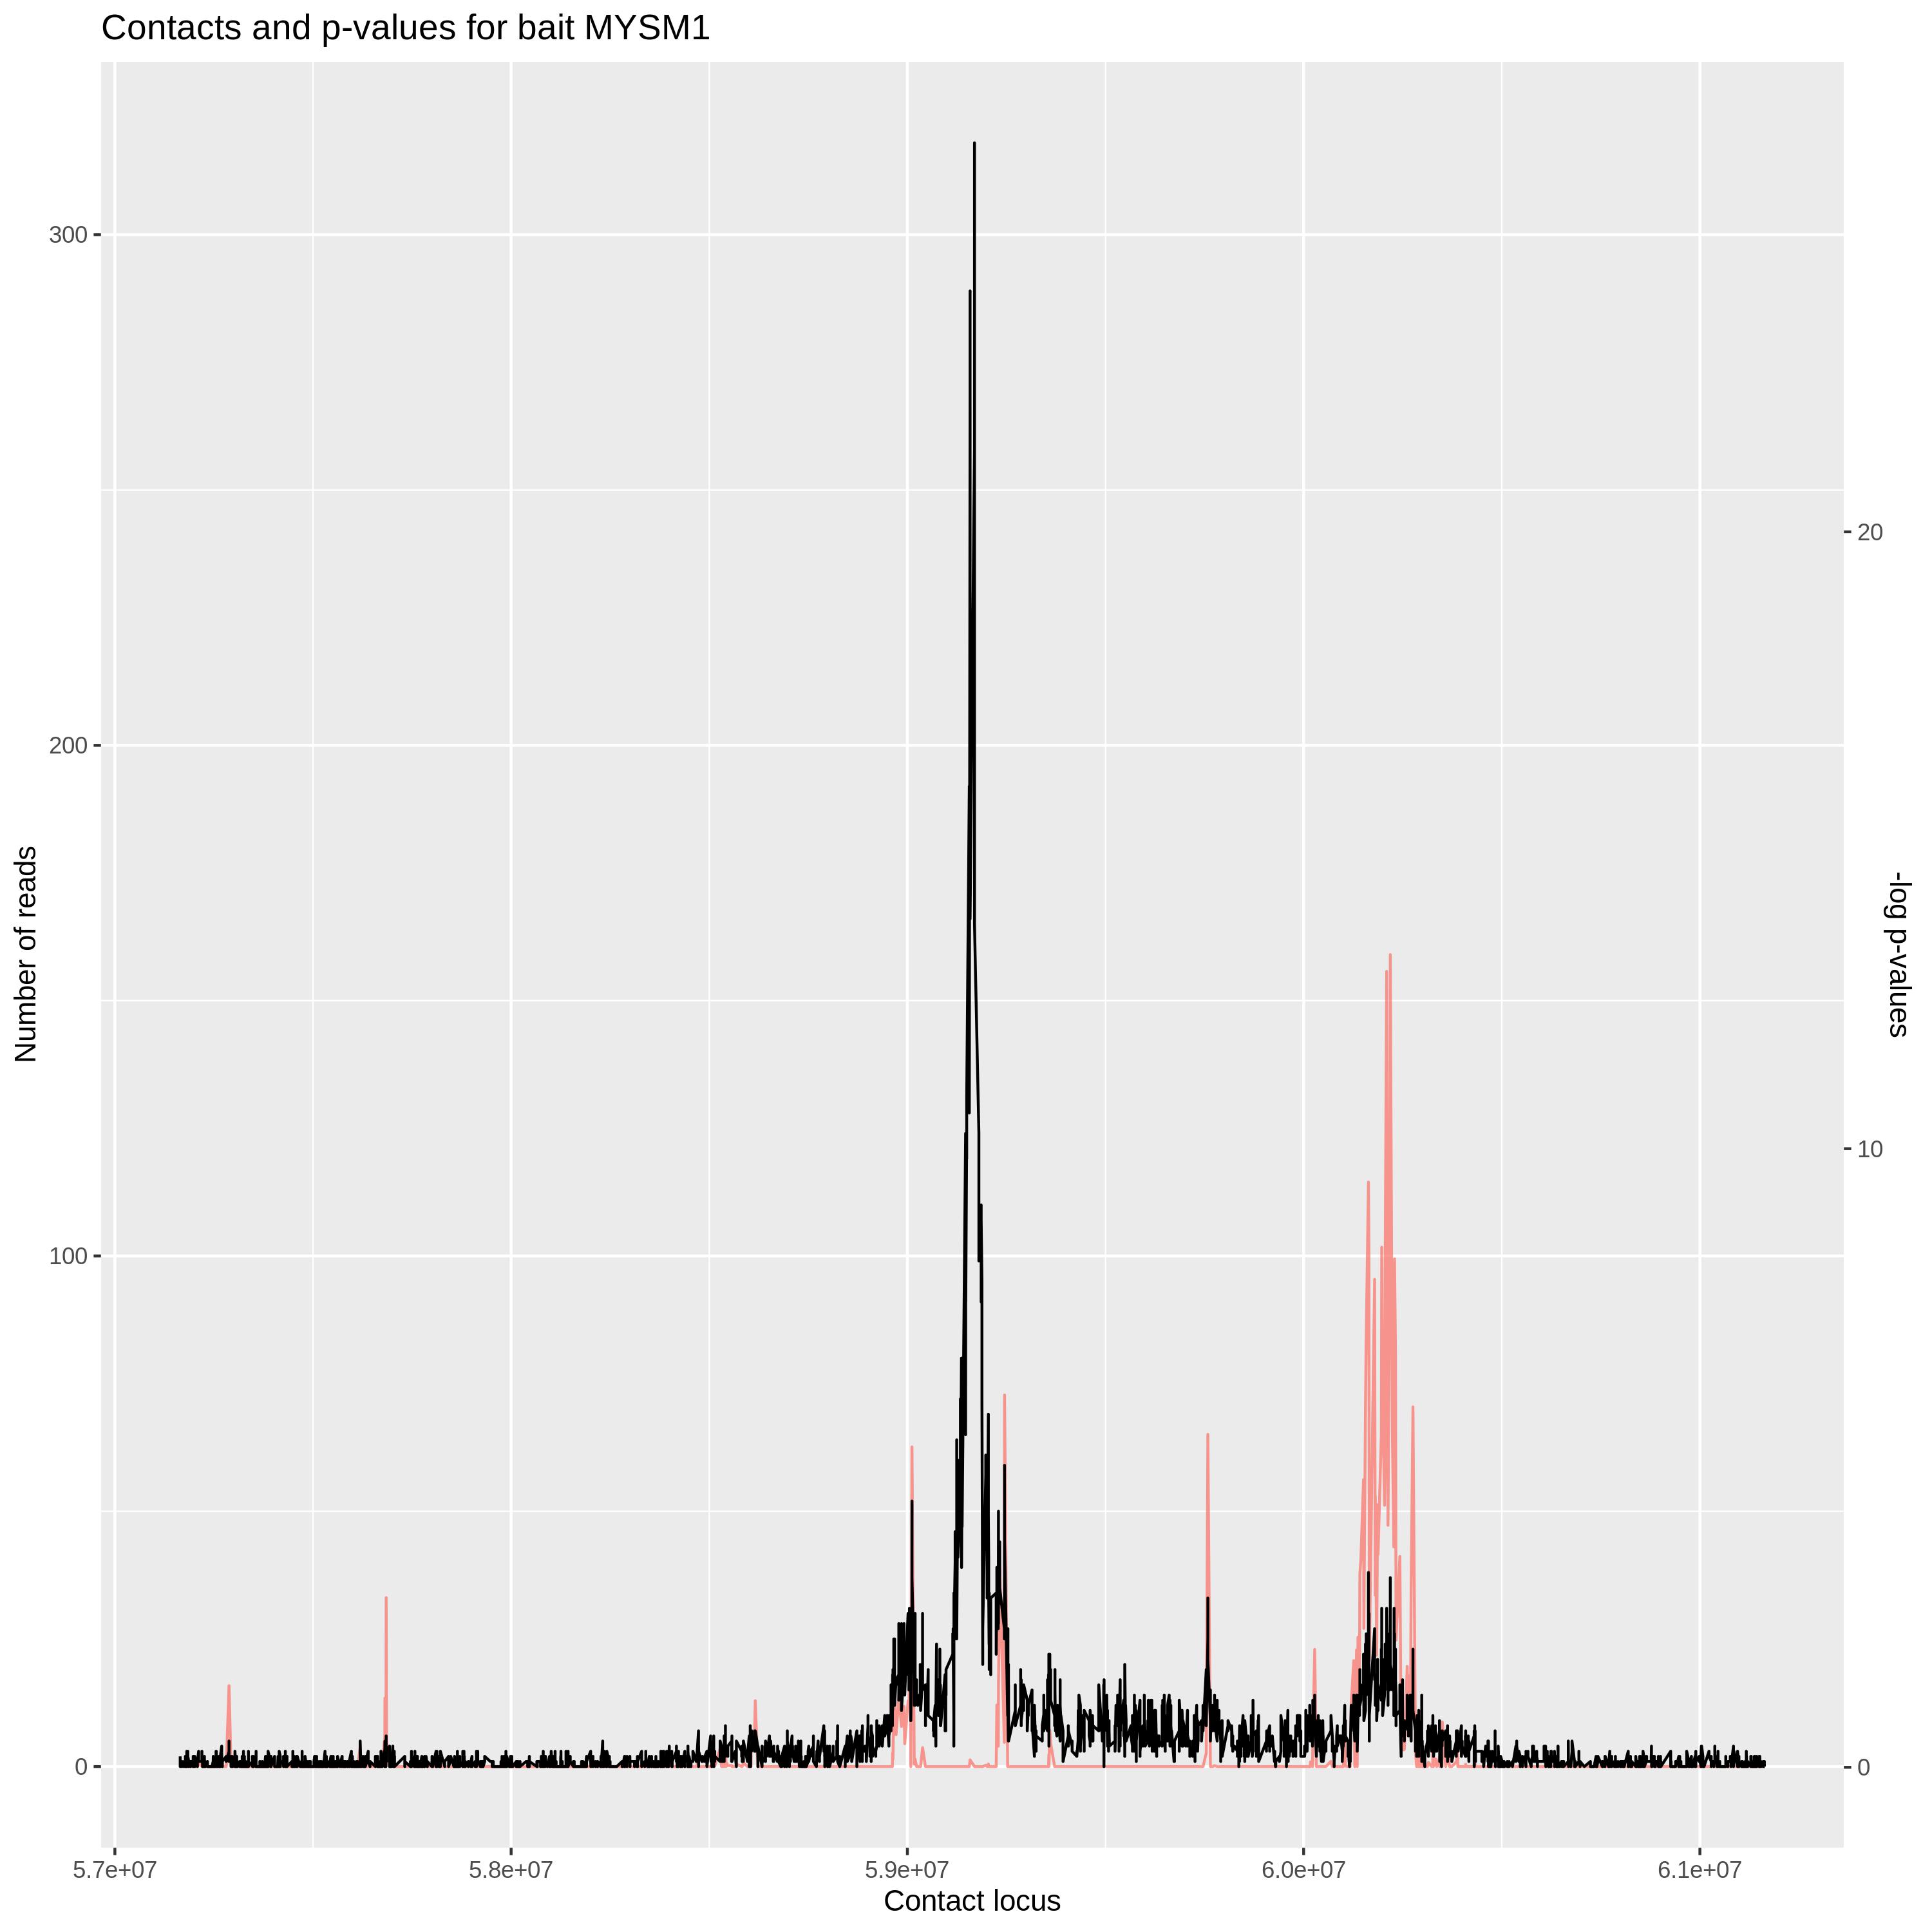 Contacts and p-values for bait MYSM1
300
200
100
0
Number of reads
20
10
0
-log p-values
5.7e+07
5.8e+07
5.9e+07
6.0e+07
6.1e+07
Contact locus